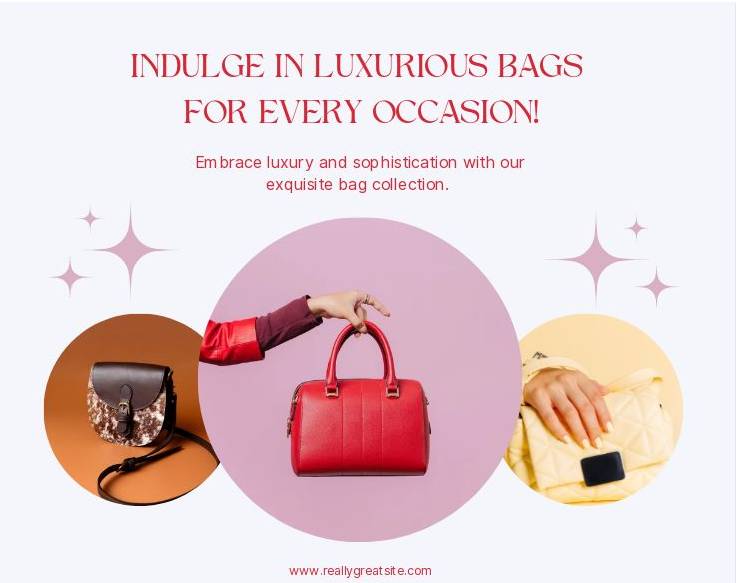 INDULGE IN LUXURIOUS BAGS
FOR EVERY OCCASION!
Embrace luxury and sophistication with our
exquisite bag collection.
www.reallygreatsite.com